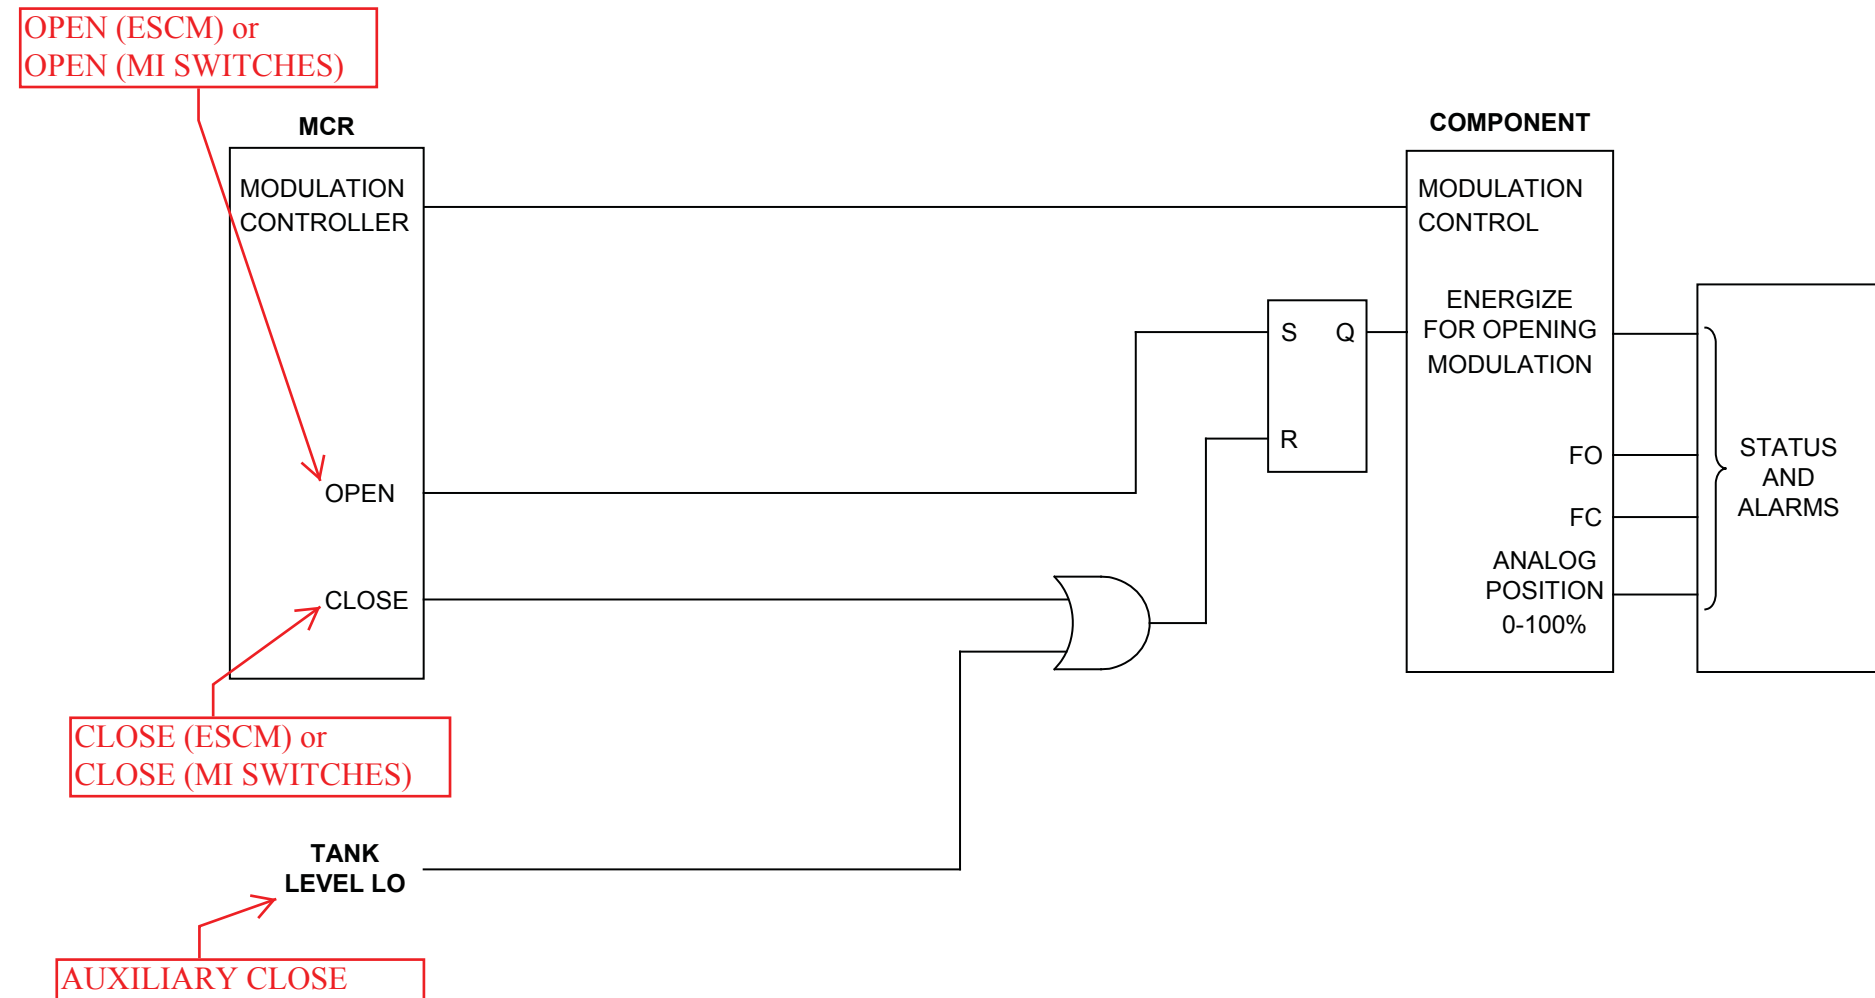 OPEN (ESCM) or
OPEN (MI SWITCHES)
MCR
MODULATION
CONTROLLER
OPEN
CLOSE
CLOSE (ESCM) or
CLOSE (MI SWITCHES)
TANK
LEVEL LO
AUXILIARY CLOSE
S Q
R
COMPONENT
MODULATION
CONTROL
ENERGIZE
FOR OPENING
MODULATION
FO
FC
ANALOG
POSITION
0-100%
STATUS
AND
ALARMS